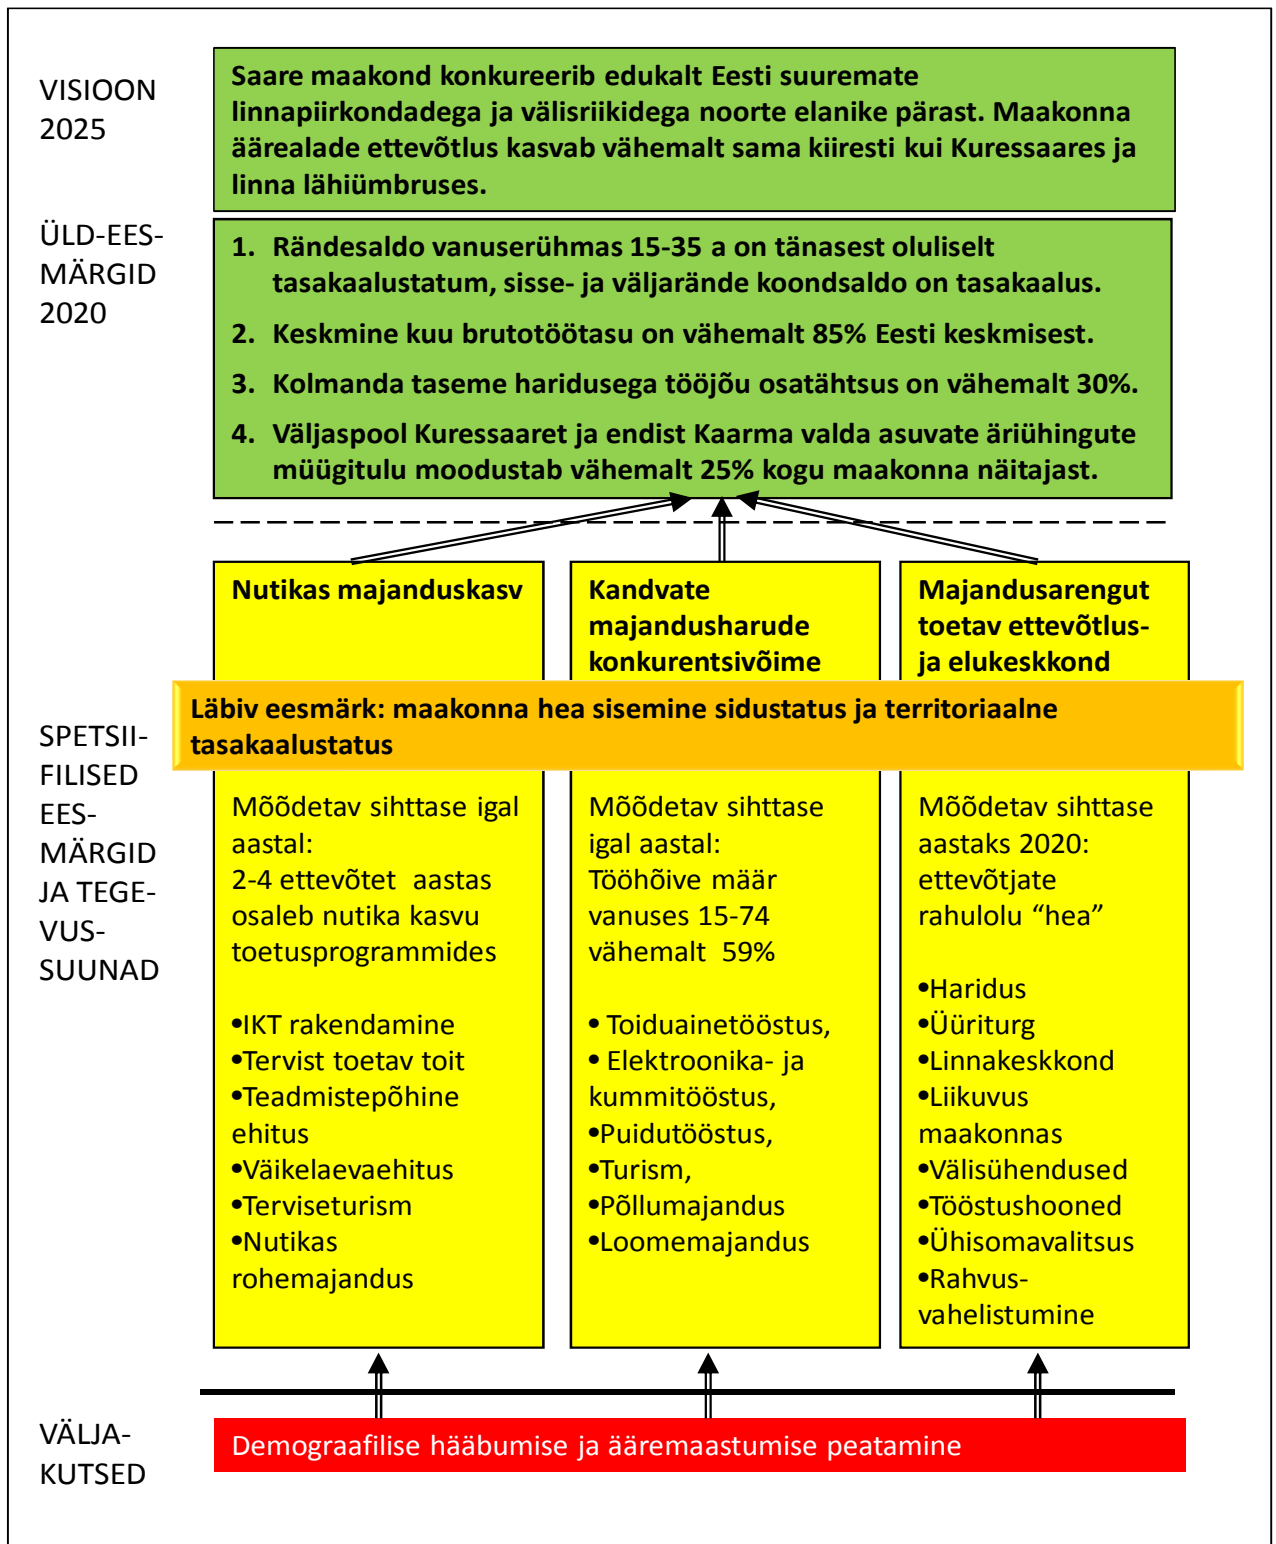 VISIOON
2025
Saare maakond konkureerib edukalt Eesti suuremate
linnapiirkondadega ja välisriikidega noorte elanike pärast. Maakonna
äärealade ettevõtlus kasvab vähemalt sama kiiresti kui Kuressaares ja
linna lähiümbruses.
ÜLD-EES-
MÄRGID
2020
1. Rändesaldo vanuserühmas 15-35 a on tänasest oluliselt
tasakaalustatum, sisse- ja väljarände koondsaldo on tasakaalus.
2. Keskmine kuu brutotöötasu on vähemalt 85% Eesti keskmisest.
3. Kolmanda taseme haridusega tööjõu osatähtsus on vähemalt 30%.
4. Väljaspool Kuressaaret ja endist Kaarma valda asuvate äriühingute
müügitulu moodustab vähemalt 25% kogu maakonna näitajast.
SPETSII-
FILISED
EES-
MÄRGID
JA TEGE-
VUS-
SUUNAD
Nutikas majanduskasv
Kandvate
majandusharude
konkurentsivõime
Majandusarengut
toetav ettevõtlus-
ja elukeskkond
Läbiv eesmärk: maakonna hea sisemine sidustatus ja territoriaalne
tasakaalustatus
Mõõdetav sihttase igal
aastal:
2-4 ettevõtet aastas
osaleb nutika kasvu
toetusprogrammides
•IKT rakendamine
•Tervist toetav toit
•Teadmistepõhine
ehitus
•Väikelaevaehitus
•Terviseturism
•Nutikas
rohemajandus
Mõõdetav sihttase
igal aastal:
Tööhõive määr
vanuses 15-74
vähemalt 59%
• Toiduainetööstus,
• Elektroonika- ja
kummitööstus,
•Puidutööstus,
•Turism,
•Põllumajandus
•Loomemajandus
Mõõdetav sihttase
aastaks 2020:
ettevõtjate
rahulolu “hea”
•Haridus
•Üüriturg
•Linnakeskkond
•Liikuvus
maakonnas
•Välisühendused
•Tööstushooned
•Ühisomavalitsus
•Rahvus-
vahelistumine
VÄLJA-
KUTSED
Demograafilise hääbumise ja ääremaastumise peatamine